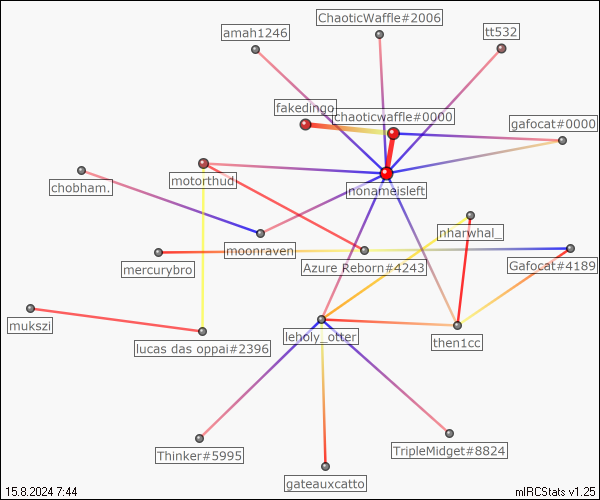 ChaoticWaffle#2006
amah1246
tt532
fakedingo
chaoticwaffle#0000
gafocat#0000
motorthud
chobham.
nonameisleft
nharwhal_
moonraven
mercurybro
Azure Reborn#4243
Gafocat#4189
mukszi
lucas das oppai#2396
leholy_otter
then1cc
Thinker#5995
TripleMidget#8824
gateauxcatto
15.8.2024 7:44
mIRCStats v1.25